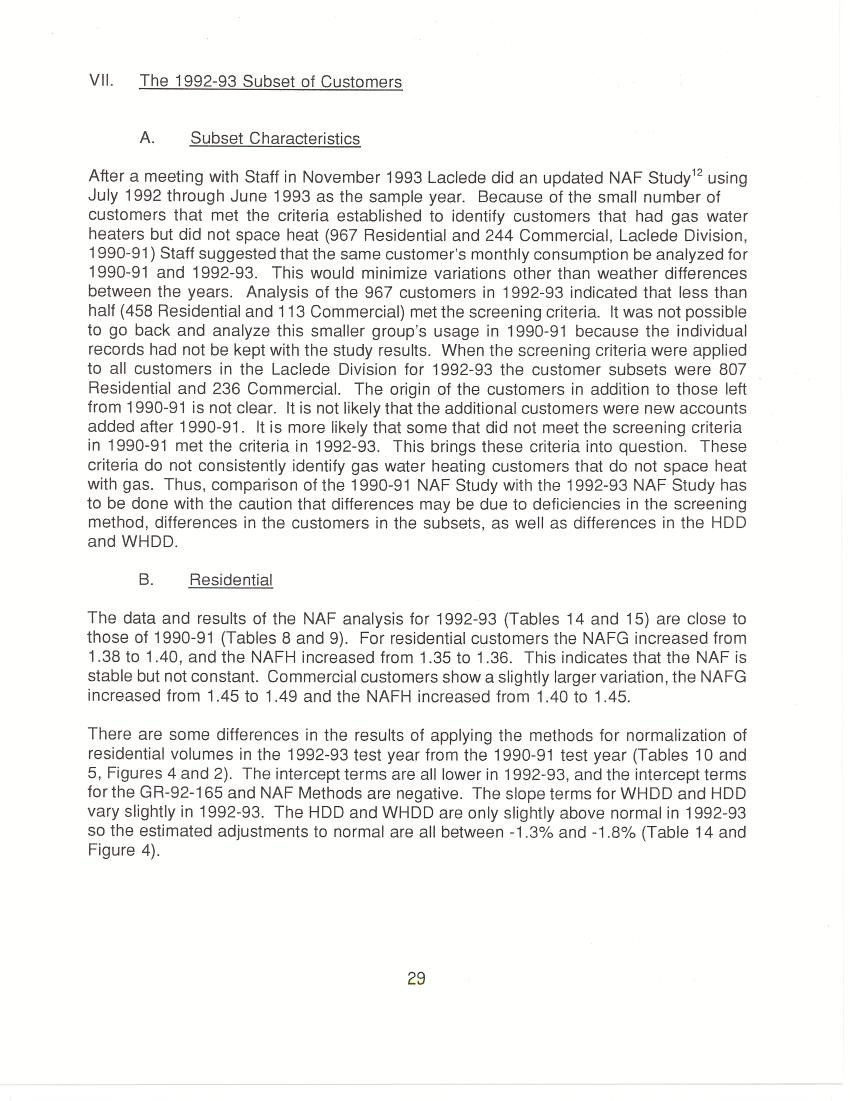 VII. The 1992-93 Subset of Customers
A. Subset Characteristics
After a meeting with Staff in November 1993 Laclede did an updated NAF Study12 using
July 1992 through June 1993 as the sample year. Because of the small number of
customers that met the criteria established to identify customers that had gas water
heaters but did not space heat (967 Residential and 244 Commercial, Laclede Division,
1990-91) Staff suggested that the same customer's monthly consumption be analyzed for
1990-91 and 1992-93. This would minimize variations other than weather differences
between the years. Analysis of the 967 customers in 1992-93 indicated that less than
half (458 Residential and 113 Commercial) met the screening criteria. It was not possible
to go back and analyze this smaller group's usage in 1990-91 because the individual
records had not be kept with the study results. When the screening criteria were applied
to all customers in the Laclede Division for 1992-93 the customer subsets were 807
Residential and 236 Commercial. The origin of the customers in addition to those left
from 1990-91 is not clear. It is not likely that the additional customers were new accounts
added after 1990-91. It is more likely that some that did not meet the screening criteria
in 1990-91 met the criteria in 1992-93. This brings these criteria into question. These
criteria do not consistently identify gas water heating customers that do not space heat
with gas. Thus, comparison of the 1990-91 NAF Study with the 1992-93 NAF Study has
to be done with the caution that differences may be due to deficiencies in the screening
method, differences in the customers in the subsets, as well as differences in the HDD
and WHDD.
B. Residential
The data and results of the NAF analysis for 1992-93 (Tables 14 and 15) are close to
those of 1990-91 (Tables 8 and 9). For residential customers the NAFG increased from
1.38 to 1.40, and the NAFH increased from 1.35 to 1.36. This indicates that the NAF is
stable but not constant. Commercial customers show a slightly larger variation, the NAFG
increased from 1.45 to 1.49 and the NAFH increased from 1.40 to 1.45.
There are some differences in the results of applying the methods for normalization of
residential volumes in the 1992-93 test year from the 1990-91 test year (Tables 10 and
5, Figures 4 and 2). The intercept terms are all lower in 1992-93, and the intercept terms
for the GR-92-165 and NAF Methods are negative. The slope terms for WHDD and HDD
vary slightly in 1992-93. The HDD and WHDD are only slightly above normal in 1992-93
so the estimated adjustments to normal are all between -1.3% and -1.8% (Table 14 and
Figure 4).
29